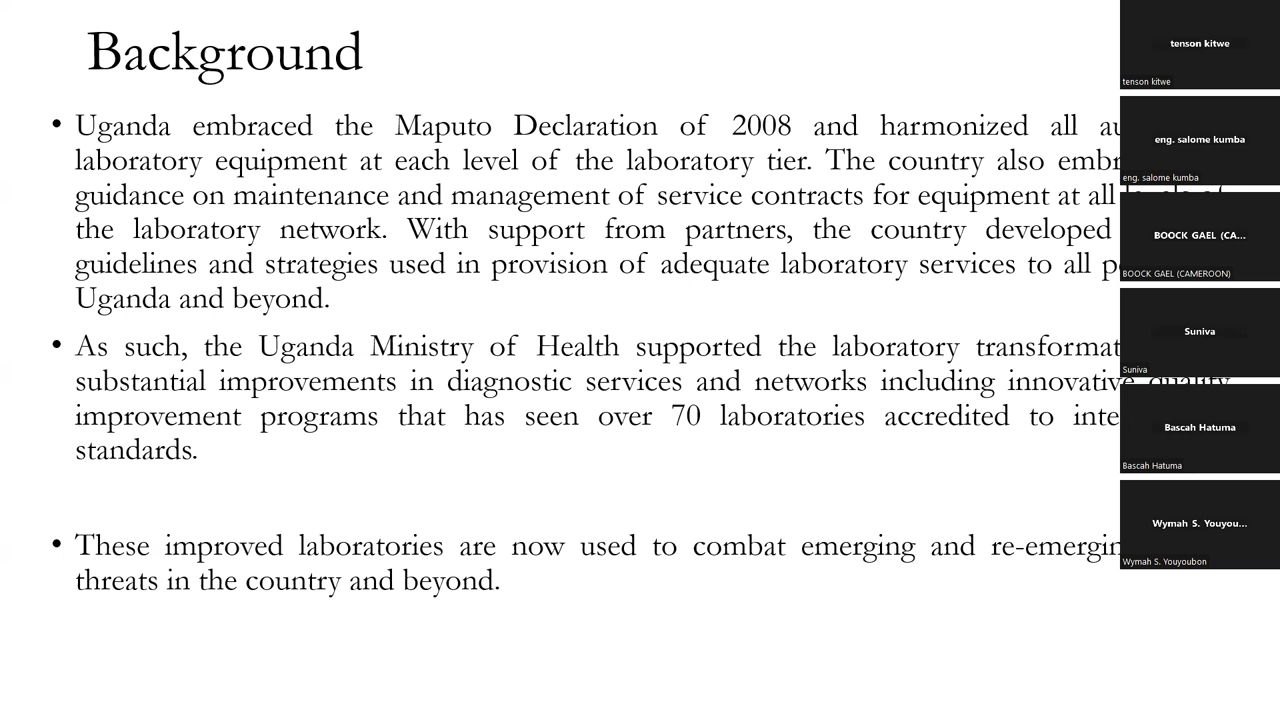 Background
• Uganda embraced the Maputo Declaration of 2008 and harmonized all
laboratory equipment at each level of the laboratory tier. The country also
guidance on maintenance and management of service contracts for equipment at all
the laboratory network. With support from partners, the country developed
guidelines and strategies used in provision of adequate laboratory services to all
Uganda and beyond.
• As such, the Uganda Ministry of Health supported the laboratory
substantial improvements in diagnostic services and networks including innovative quality
improvement programs that has seen over 70 laboratories accredited to
standards.
• These improved laboratories are now used to combat emerging and
threats in the country and beyond.
tenson kitwe
tenson kitwe
eng. salome kumba
eng. salome kumba
BOOCK GAEL (CA...
BOOCK GAEL (CAMEROON)
Suniva
Suniva
Bascah Hatuma
Bascah Hatuma
Wymah S. Youyou...
Wymah S. Youyoubon